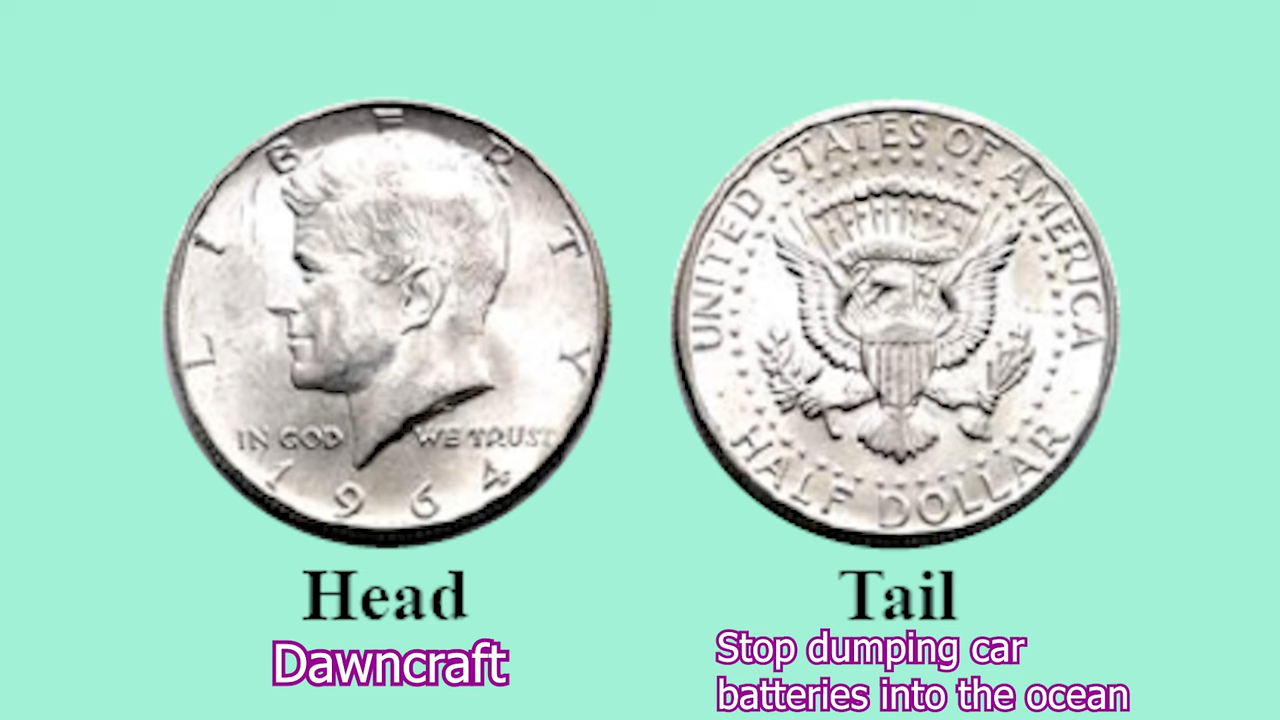 LIBERTY
IN GOD WE TRUST
1964
UNITED STATES OF AMERICA
HALF DOLLAR
Head
Tail
Dawncraft
Stop dumping car
batteries into the ocean